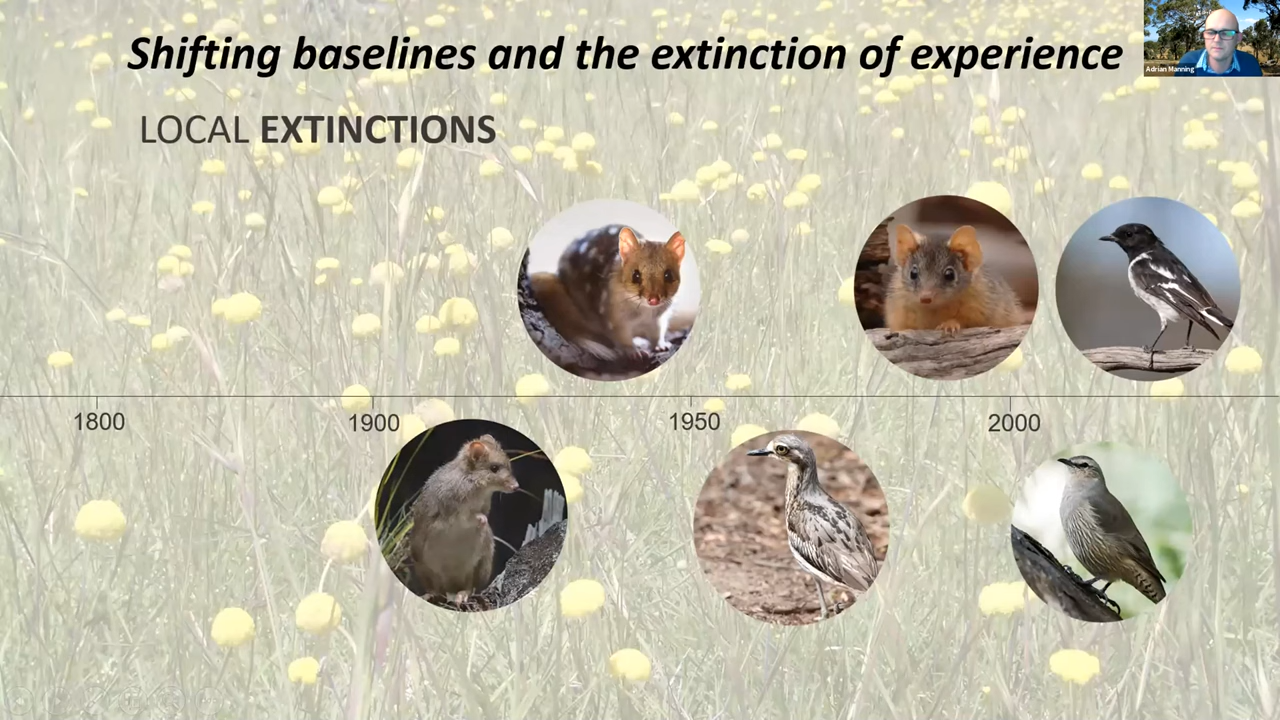 Shifting baselines and the extinction of experience
Adrian Manning
LOCAL EXTINCTIONS
1800
1900
1950
2000